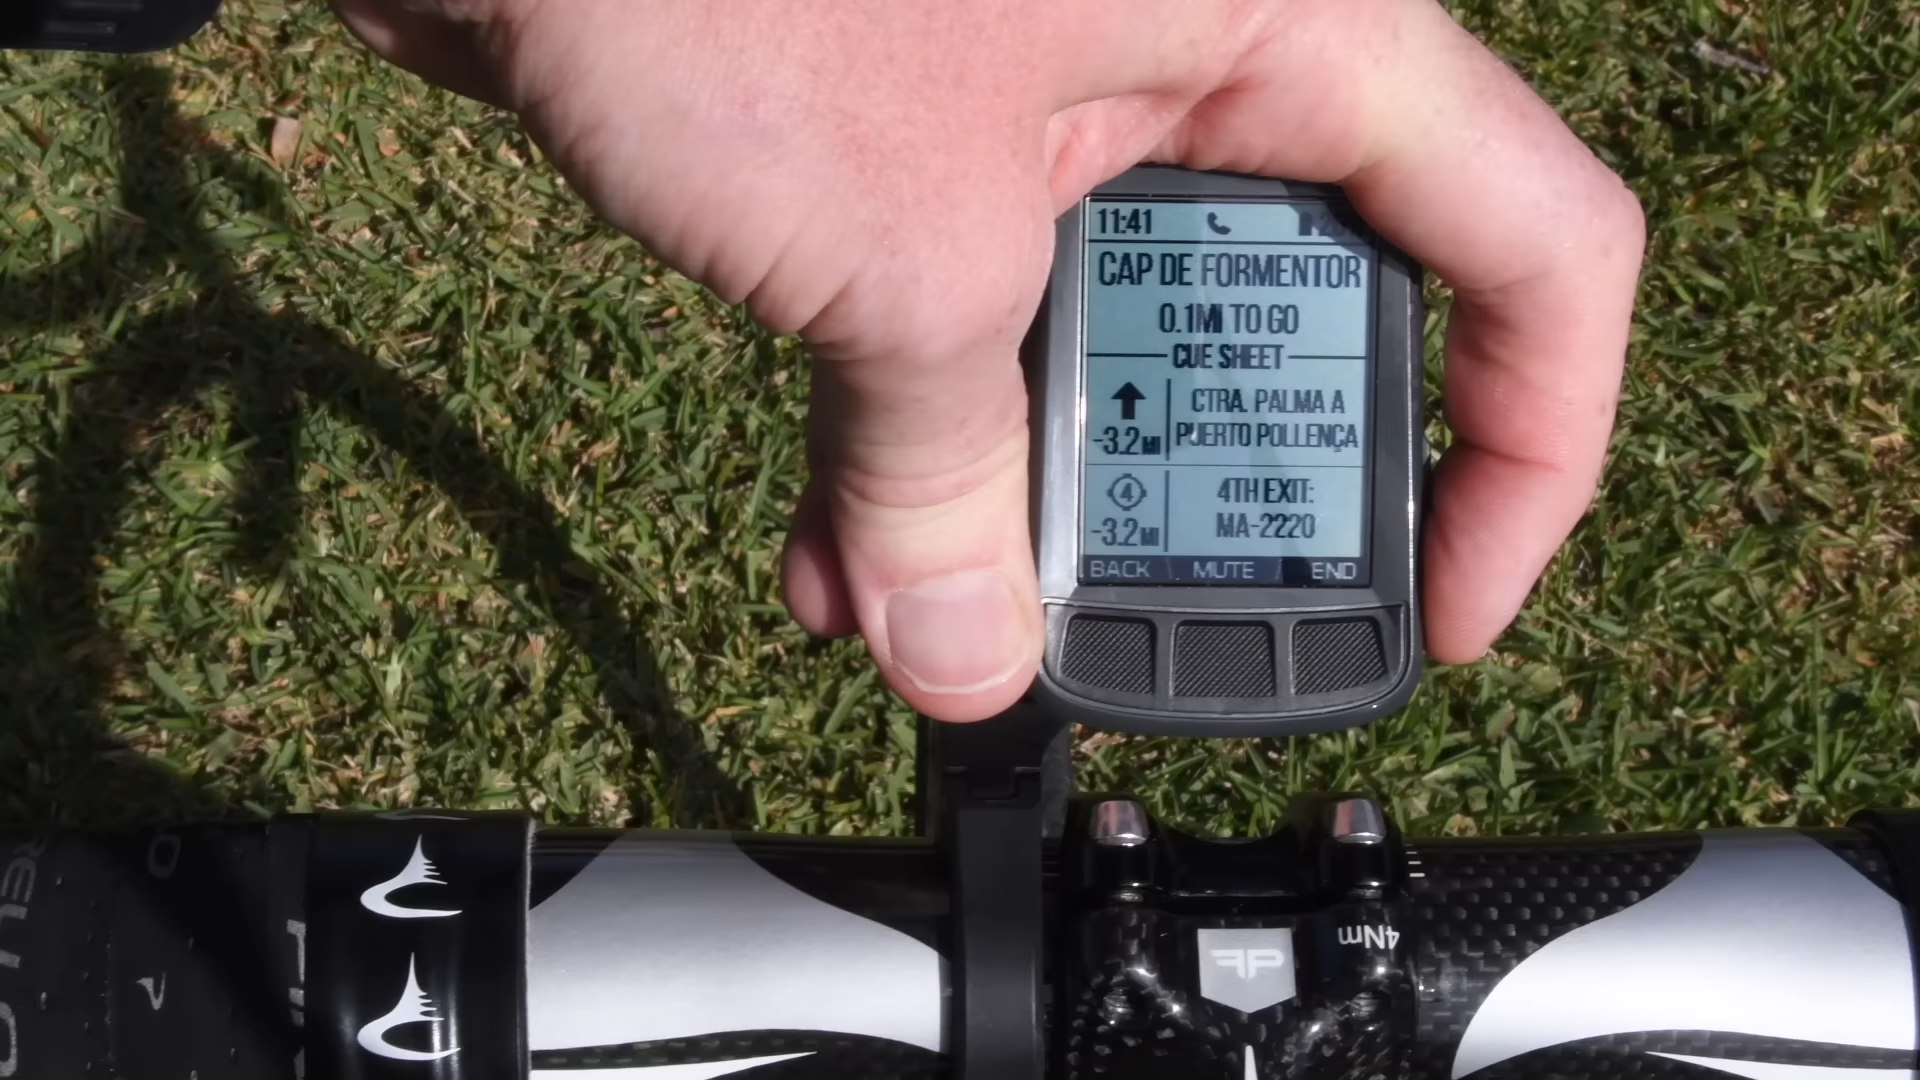 11:41
CAP DE FORMENTOR
0.1MI TO GO
CUE SHEET
-3.2MI
CTRA. PALMA A
PUERTO POLLENÇA
4
-3.2MI
4TH EXIT:
MA-2220
BACK MUTE END
4Nm